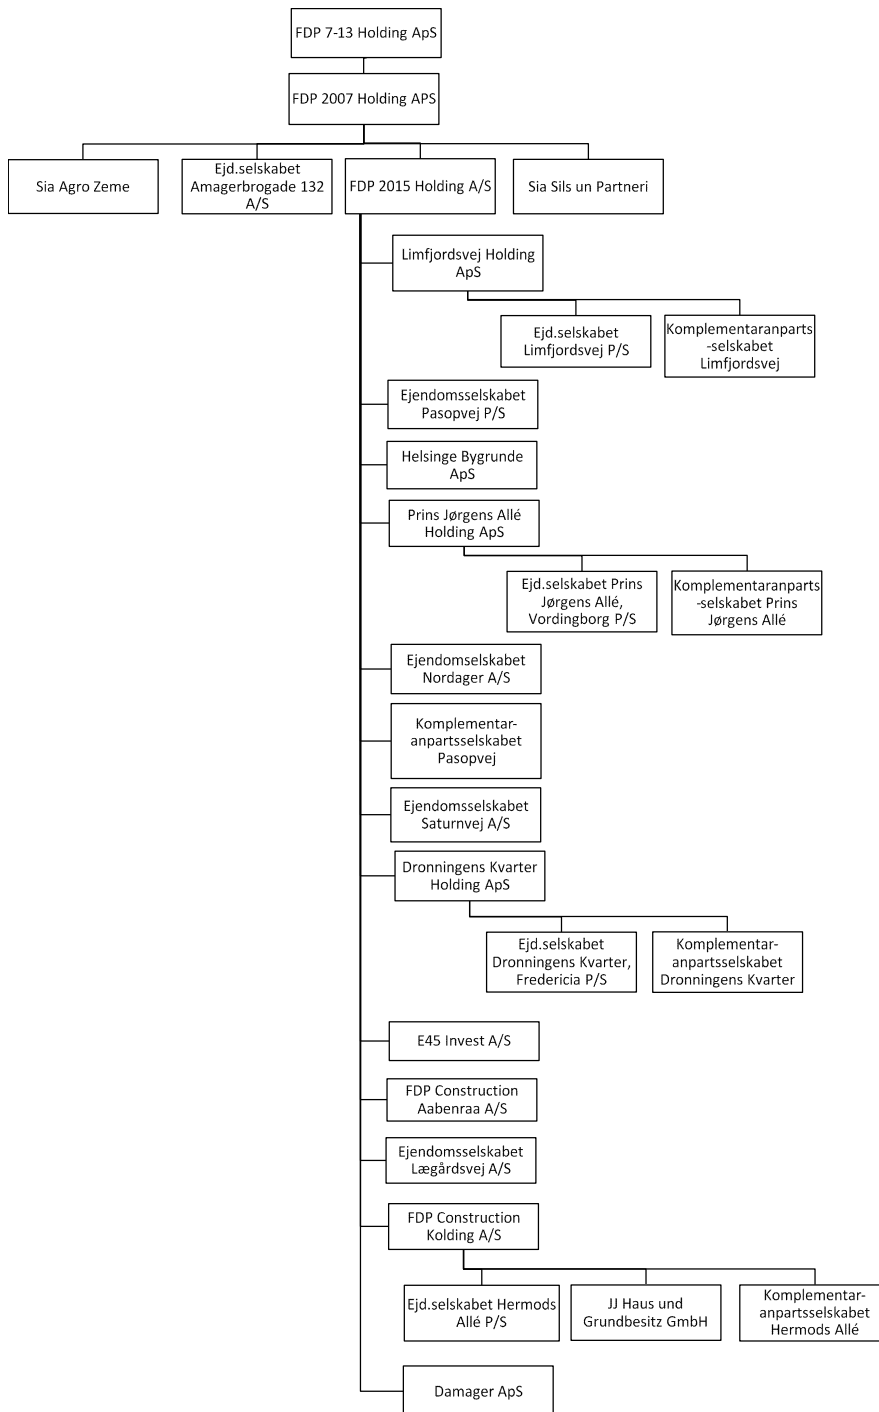 FDP 7-13 Holding ApS
FDP 2007 Holding APS
Sia Agro Zeme
Ejd.selskabet
Amagerbrogade 132
A/S
FDP 2015 Holding A/S
Sia Sils un Partneri
Limfjordsvej Holding
ApS
Ejd.selskabet
Limfjordsvej P/S
Komplementaranparts
-selskabet
Limfjordsvej
Ejendomsselskabet
Pasopvej P/S
Helsinge Bygrunde
ApS
Prins Jørgens Allé
Holding ApS
Ejd.selskabet Prins
Jørgens Allé,
Vordingborg P/S
Komplementaranparts
-selskabet Prins
Jørgens Allé
Ejendomselskabet
Nordager A/S
Komplementar-
anpartsselskabet
Pasopvej
Ejendomsselskabet
Saturnvej A/S
Dronningens Kvarter
Holding ApS
Ejd.selskabet
Dronningens Kvarter,
Fredericia P/S
Komplementar-
anpartsselskabet
Dronningens Kvarter
E45 Invest A/S
FDP Construction
Aabenraa A/S
Ejendomsselskabet
Lægårdsvej A/S
FDP Construction
Kolding A/S
Ejd.selskabet Hermods
Allé P/S
JJ Haus und
Grundbesitz GmbH
Komplementar-
anpartsselskabet
Hermods Allé
Damager ApS